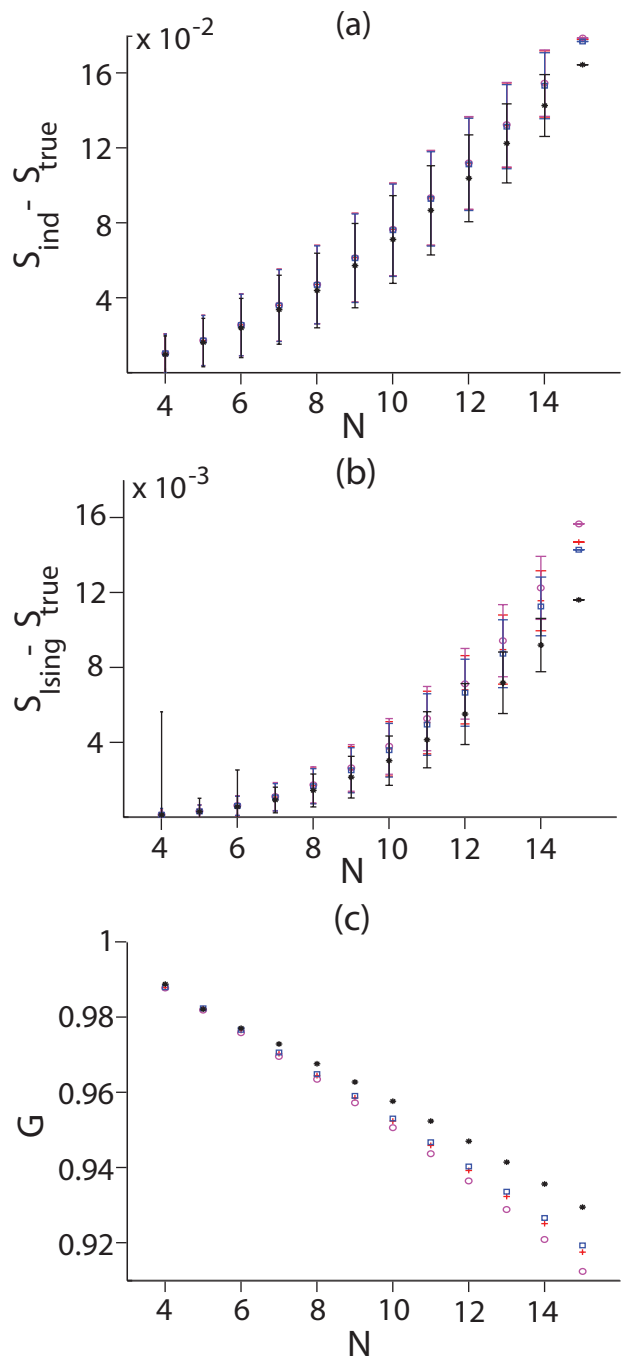 (a)
x 10-2
16
12
8
4
S_ind - S_true
4 6 8 10 12 14
N
(b)
x 10-3
16
12
8
4
S_Ising - S_true
4 6 8 10 12 14
N
(c)
1
0.98
0.96
0.94
0.92
G
4 6 8 10 12 14
N